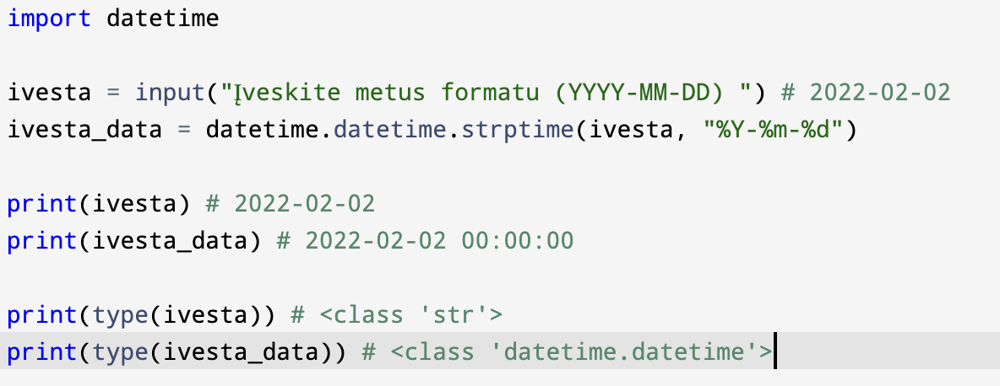 import datetime
ivesta = input("Įveskite metus formatu (YYYY-MM-DD) ") # 2022-02-02
ivesta_data = datetime.datetime.strptime(ivesta, "%Y-%m-%d")
print(ivesta) # 2022-02-02
print(ivesta_data) # 2022-02-02 00:00:00
print(type(ivesta)) # <class 'str'>
print(type(ivesta_data)) # <class 'datetime.datetime'>